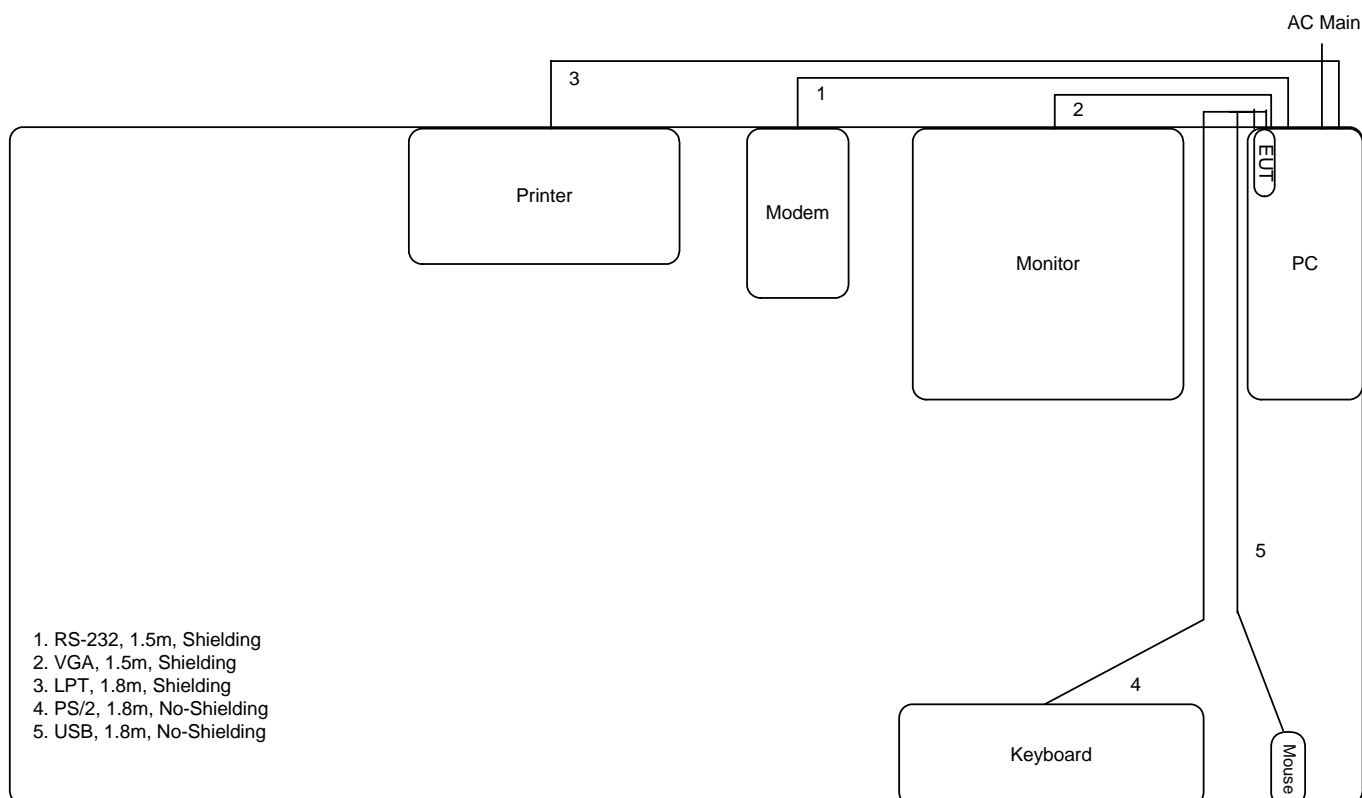 AC Main
3
1
2
EUT
Printer
Modem
Monitor
PC
5
1. RS-232, 1.5m, Shielding
2. VGA, 1.5m, Shielding
3. LPT, 1.8m, Shielding
4. PS/2, 1.8m, No-Shielding
5. USB, 1.8m, No-Shielding
4
Keyboard
Mouse